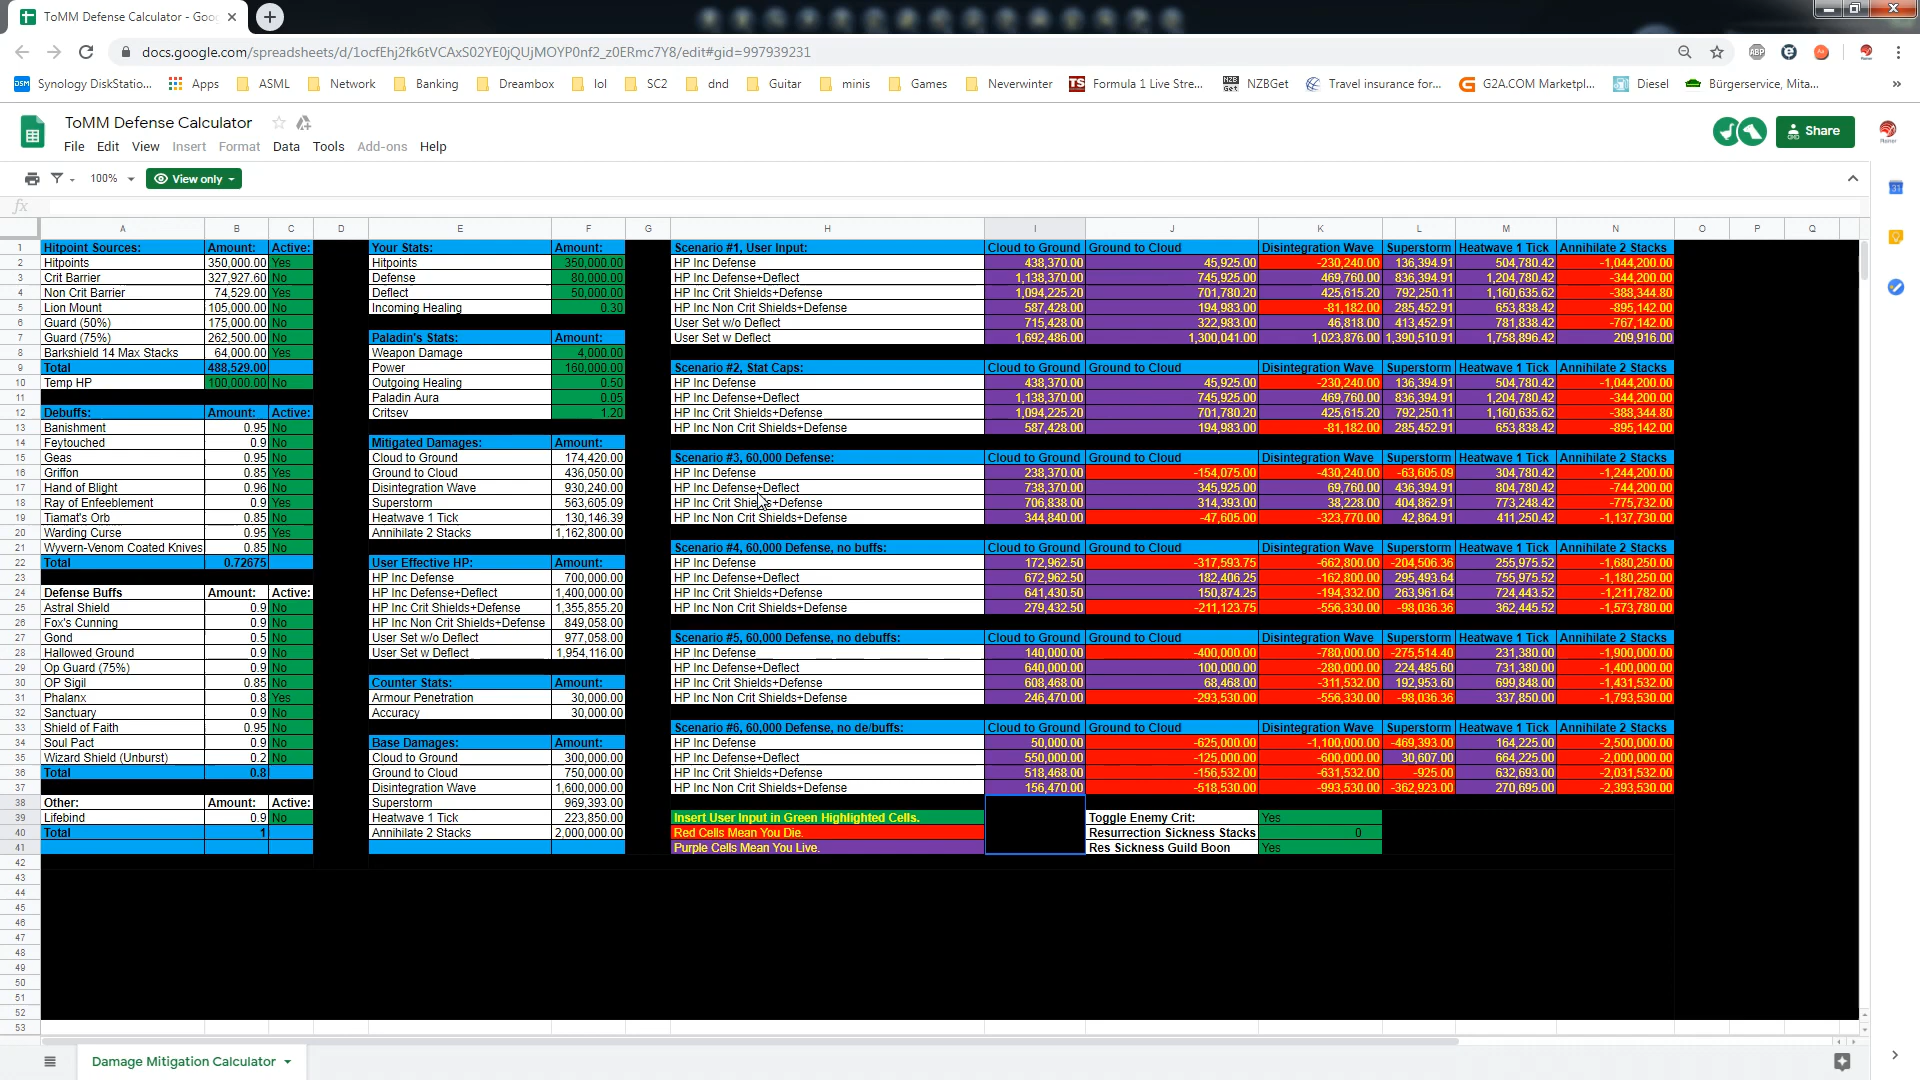 ToMM Defense Calculator - Goo
docs.google.com/spreadsheets/d/1ocfEhj2fk6tVCAxS02YE0jQUjMOYP0nf2_z0ERmc7Y8/edit#gid=997939231
Synology DiskStatio... Apps ASML Network Banking Dreambox lol SC2 dnd Guitar minis Games Neverwinter Formula 1 Live Stre... NZBGet Travel insurance for... G2A.COM Marketpl... Diesel Bürgerservice, Mita... »
ToMM Defense Calculator
Share
File Edit View Insert Format Data Tools Add-ons Help
100% View only
fx
A B C D E F G H I J K L M N O P Q
1 Hitpoint Sources: Amount: Active: Your Stats: Amount: Scenario #1, User Input: Cloud to Ground Ground to Cloud Disintegration Wave Superstorm Heatwave 1 Tick Annihilate 2 Stacks
2 Hitpoints 350,000.00 Yes Hitpoints 350,000.00 HP Inc Defense 438,370.00 45,925.00 -230,240.00 136,394.91 504,780.42 -1,044,200.00
3 Crit Barrier 327,927.60 No Defense 80,000.00 HP Inc Defense+Deflect 1,138,370.00 745,925.00 469,760.00 836,394.91 1,204,780.42 -344,200.00
4 Non Crit Barrier 74,529.00 Yes Deflect 50,000.00 HP Inc Crit Shields+Defense 1,094,225.20 701,780.20 425,615.20 792,250.11 1,160,635.62 -388,344.80
5 Lion Mount 105,000.00 No Incoming Healing 0.30 HP Inc Non Crit Shields+Defense 587,428.00 194,983.00 -81,182.00 285,452.91 653,838.42 -895,142.00
6 Guard (50%) 175,000.00 No User Set w/o Deflect 715,428.00 322,983.00 46,818.00 413,452.91 781,838.42 -767,142.00
7 Guard (75%) 262,500.00 No Paladin's Stats: Amount: User Set w Deflect 1,692,486.00 1,300,041.00 1,023,876.00 1,390,510.91 1,758,896.42 209,916.00
8 Barkshield 14 Max Stacks 64,000.00 Yes Weapon Damage 4,000.00
9 Total 488,529.00 Power 160,000.00 Scenario #2, Stat Caps: Cloud to Ground Ground to Cloud Disintegration Wave Superstorm Heatwave 1 Tick Annihilate 2 Stacks
10 Temp HP 100,000.00 No Outgoing Healing 0.50 HP Inc Defense 438,370.00 45,925.00 -230,240.00 136,394.91 504,780.42 -1,044,200.00
11 Paladin Aura 0.05 HP Inc Defense+Deflect 1,138,370.00 745,925.00 469,760.00 836,394.91 1,204,780.42 -344,200.00
12 Debuffs: Amount: Active: Critsev 1.20 HP Inc Crit Shields+Defense 1,094,225.20 701,780.20 425,615.20 792,250.11 1,160,635.62 -388,344.80
13 Banishment 0.95 No HP Inc Non Crit Shields+Defense 587,428.00 194,983.00 -81,182.00 285,452.91 653,838.42 -895,142.00
14 Feytouched 0.9 No Mitigated Damages: Amount:
15 Geas 0.95 No Cloud to Ground 174,420.00 Scenario #3, 60,000 Defense: Cloud to Ground Ground to Cloud Disintegration Wave Superstorm Heatwave 1 Tick Annihilate 2 Stacks
16 Griffon 0.85 Yes Ground to Cloud 436,050.00 HP Inc Defense 238,370.00 -154,075.00 -430,240.00 -63,605.09 304,780.42 -1,244,200.00
17 Hand of Blight 0.96 No Disintegration Wave 930,240.00 HP Inc Defense+Deflect 738,370.00 345,925.00 69,760.00 436,394.91 804,780.42 -744,200.00
18 Ray of Enfeeblement 0.9 Yes Superstorm 563,605.09 HP Inc Crit Shields+Defense 706,838.00 314,393.00 38,228.00 404,862.91 773,248.42 -775,732.00
19 Tiamat's Orb 0.85 No Heatwave 1 Tick 130,146.39 HP Inc Non Crit Shields+Defense 344,840.00 -47,605.00 -323,770.00 42,864.91 411,250.42 -1,137,730.00
20 Warding Curse 0.95 Yes Annihilate 2 Stacks 1,162,800.00
21 Wyvern-Venom Coated Knives 0.85 No Scenario #4, 60,000 Defense, no buffs: Cloud to Ground Ground to Cloud Disintegration Wave Superstorm Heatwave 1 Tick Annihilate 2 Stacks
22 Total 0.72675 User Effective HP: Amount: HP Inc Defense 172,962.50 -317,593.75 -662,800.00 -204,506.36 255,975.52 -1,680,250.00
23 HP Inc Defense 700,000.00 HP Inc Defense+Deflect 672,962.50 182,406.25 -162,800.00 295,493.64 755,975.52 -1,180,250.00
24 Defense Buffs Amount: Active: HP Inc Defense+Deflect 1,400,000.00 HP Inc Crit Shields+Defense 641,430.50 150,874.25 -194,332.00 263,961.64 724,443.52 -1,211,782.00
25 Astral Shield 0.9 No HP Inc Crit Shields+Defense 1,355,855.20 HP Inc Non Crit Shields+Defense 279,432.50 -211,123.75 -556,330.00 -98,036.36 362,445.52 -1,573,780.00
26 Fox's Cunning 0.9 No HP Inc Non Crit Shields+Defense 849,058.00
27 Gond 0.5 No User Set w/o Deflect 977,058.00 Scenario #5, 60,000 Defense, no debuffs: Cloud to Ground Ground to Cloud Disintegration Wave Superstorm Heatwave 1 Tick Annihilate 2 Stacks
28 Hallowed Ground 0.9 No User Set w Deflect 1,954,116.00 HP Inc Defense 140,000.00 -400,000.00 -780,000.00 -275,514.40 231,380.00 -1,900,000.00
29 Op Guard (75%) 0.9 No HP Inc Defense+Deflect 640,000.00 100,000.00 -280,000.00 224,485.60 731,380.00 -1,400,000.00
30 OP Sigil 0.85 No Counter Stats: Amount: HP Inc Crit Shields+Defense 608,468.00 68,468.00 -311,532.00 192,953.60 699,848.00 -1,431,532.00
31 Phalanx 0.8 Yes Armour Penetration 30,000.00 HP Inc Non Crit Shields+Defense 246,470.00 -293,530.00 -556,330.00 -98,036.36 337,850.00 -1,793,530.00
32 Sanctuary 0.9 No Accuracy 30,000.00
33 Shield of Faith 0.95 No Scenario #6, 60,000 Defense, no de/buffs: Cloud to Ground Ground to Cloud Disintegration Wave Superstorm Heatwave 1 Tick Annihilate 2 Stacks
34 Soul Pact 0.9 No Base Damages: Amount: HP Inc Defense 50,000.00 -625,000.00 -1,100,000.00 -469,393.00 164,225.00 -2,500,000.00
35 Wizard Shield (Unburst) 0.2 No Cloud to Ground 300,000.00 HP Inc Defense+Deflect 550,000.00 -125,000.00 -600,000.00 30,607.00 664,225.00 -2,000,000.00
36 Total 0.8 Ground to Cloud 750,000.00 HP Inc Crit Shields+Defense 518,468.00 -156,532.00 -631,532.00 -925.00 632,693.00 -2,031,532.00
37 Disintegration Wave 1,600,000.00 HP Inc Non Crit Shields+Defense 156,470.00 -518,530.00 -993,530.00 -362,923.00 270,695.00 -2,393,530.00
38 Other: Amount: Active: Superstorm 969,393.00
39 Lifebind 0.9 No Heatwave 1 Tick 223,850.00 Insert User Input in Green Highlighted Cells. Toggle Enemy Crit: Yes
40 Total 1 Annihilate 2 Stacks 2,000,000.00 Red Cells Mean You Die. Resurrection Sickness Stacks 0
41 Purple Cells Mean You Live. Res Sickness Guild Boon Yes
42
43
44
45
46
47
48
49
50
51
52
53
Damage Mitigation Calculator